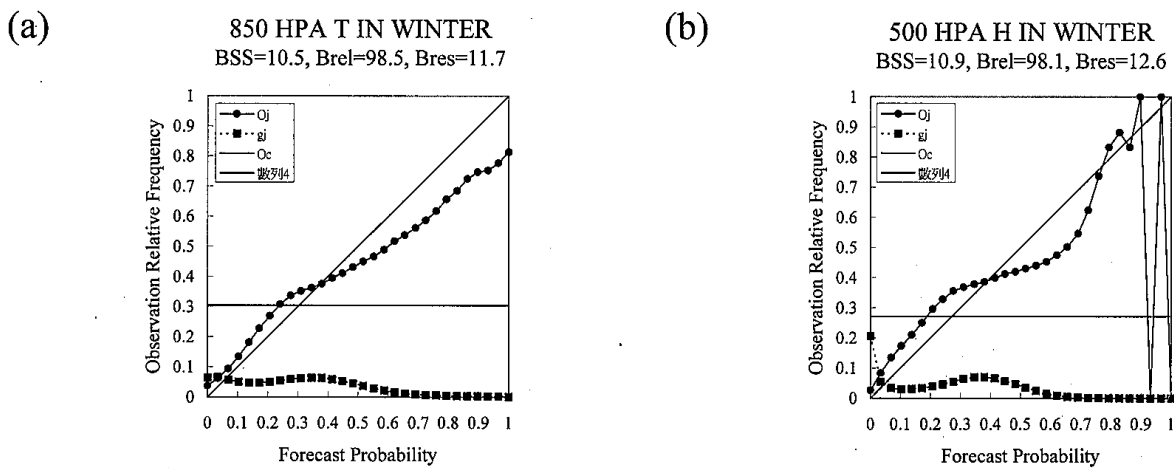 (a)
850 HPA T IN WINTER
BSS=10.5, Brel=98.5, Bres=11.7
Observation Relative Frequency
1
0.9
0.8
0.7
0.6
0.5
0.4
0.3
0.2
0.1
0
Oj
gj
Oc
數列4
0 0.1 0.2 0.3 0.4 0.5 0.6 0.7 0.8 0.9 1
Forecast Probability
(b)
500 HPA H IN WINTER
BSS=10.9, Brel=98.1, Bres=12.6
Observation Relative Frequency
1
0.9
0.8
0.7
0.6
0.5
0.4
0.3
0.2
0.1
0
Oj
gj
Oc
數列4
0 0.1 0.2 0.3 0.4 0.5 0.6 0.7 0.8 0.9 1
Forecast Probability